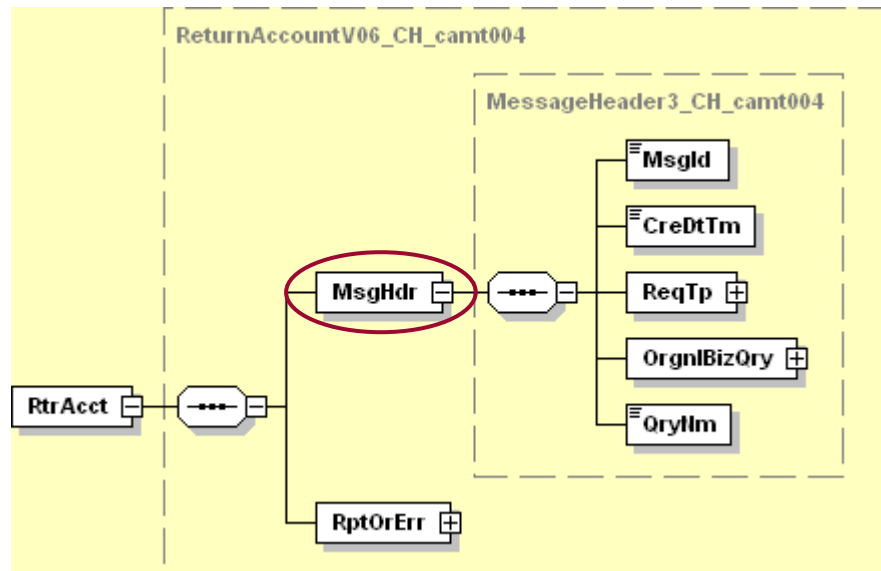 ReturnAccountV06_CH_camt004
MessageHeader3_CH_camt004
MsgId
CreDtTm
MsgHdr
ReqTp
OrgnlBizQry
RtrAcct
QryNm
RptOrErr